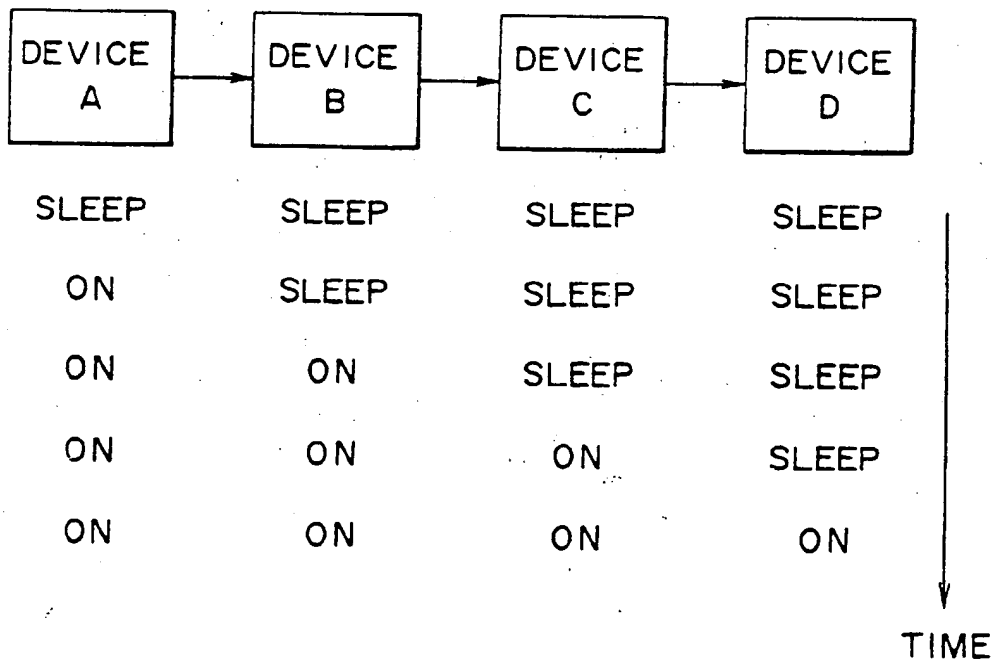 DEVICE A DEVICE B DEVICE C DEVICE D
SLEEP SLEEP SLEEP SLEEP
ON SLEEP SLEEP SLEEP
ON ON SLEEP SLEEP
ON ON ON SLEEP
ON ON ON ON
TIME